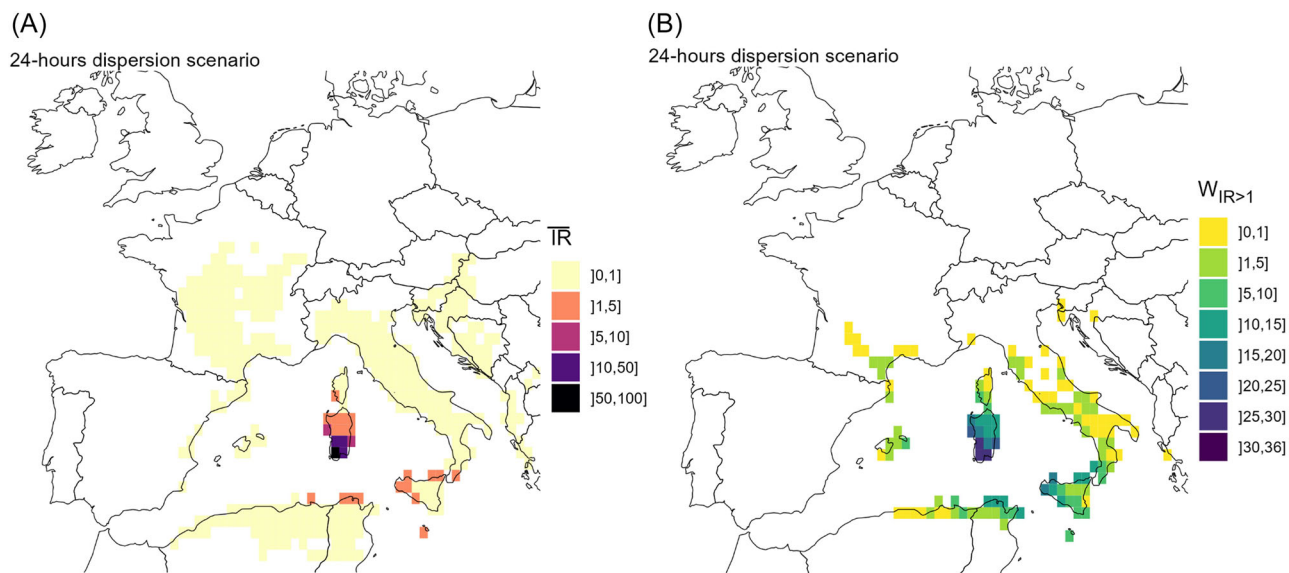 (A)
24-hours dispersion scenario
IR
]0,1]
]1,5]
]5,10]
]10,50]
]50,100]
(B)
24-hours dispersion scenario
W IR>1
]0,1]
]1,5]
]5,10]
]10,15]
]15,20]
]20,25]
]25,30]
]30,36]